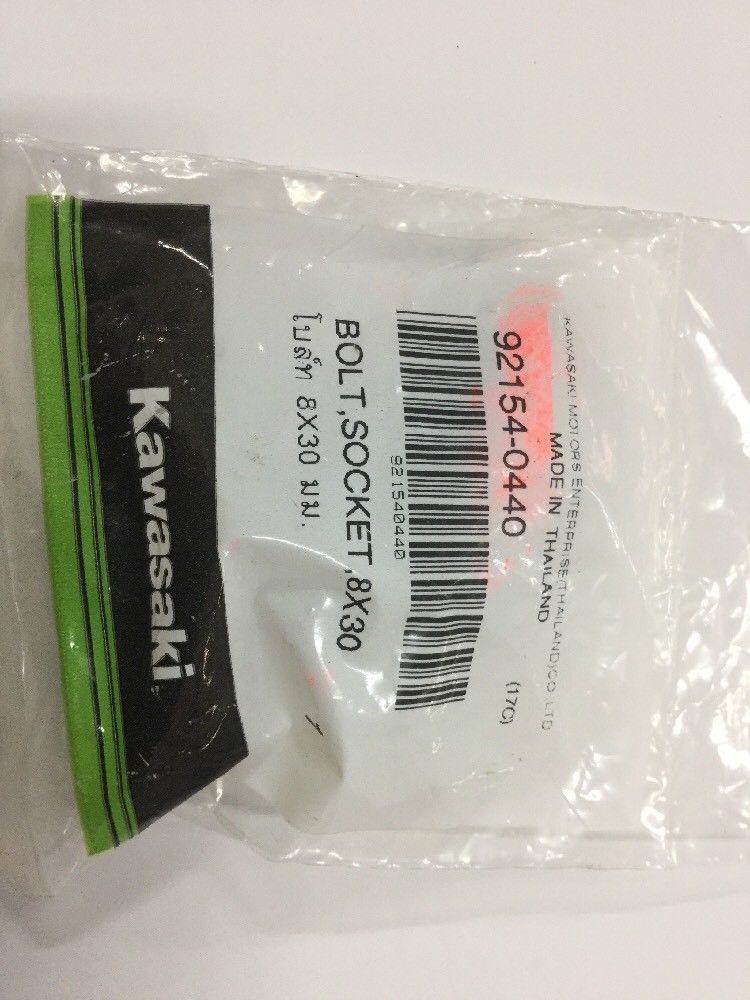 KAWASAKI MOTORS ENTERPRISE(THAILAND)CO.,LTD
MADE IN THAILAND
92154-0440
(17C)
921540440
BOLT,SOCKET,8X30
โบล์ท 8X30 มม.
1
Kawasaki